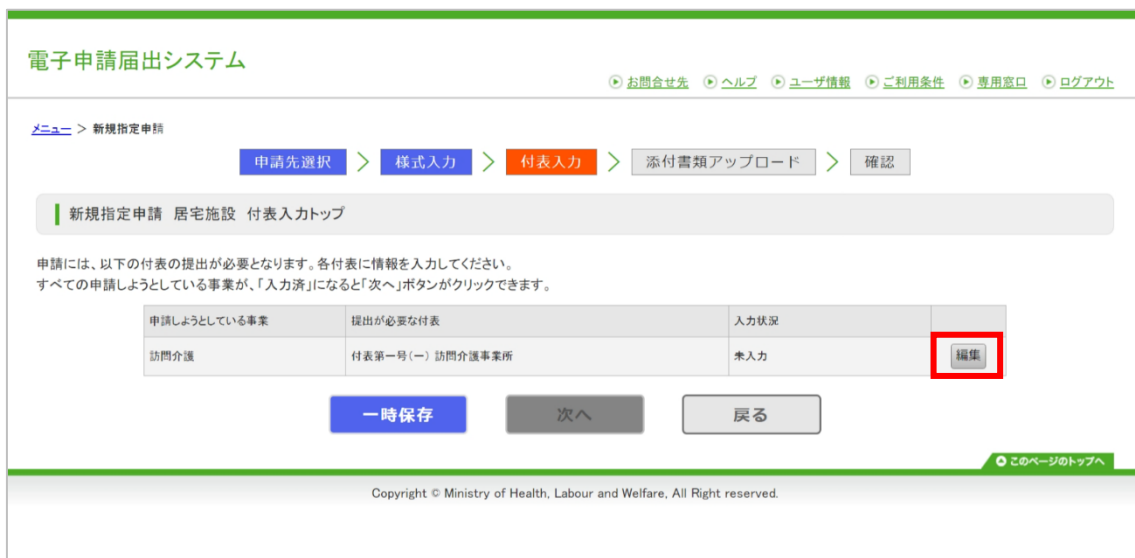 電子申請届出システム
お問合せ先 ヘルプ ユーザ情報 ご利用条件 専用窓口 ログアウト
メニュー > 新規指定申請
申請先選択 > 様式入力 > 付表入力 > 添付書類アップロード > 確認
新規指定申請 居宅施設 付表入力トップ
申請には、以下の付表の提出が必要となります。各付表に情報を入力してください。
すべての申請しようとしている事業が、「入力済」になると「次へ」ボタンがクリックできます。
申請しようとしている事業 提出が必要な付表 入力状況
訪問介護 付表第一号(一) 訪問介護事業所 未入力 編集
一時保存 次へ 戻る
このページのトップへ
Copyright © Ministry of Health, Labour and Welfare, All Right reserved.